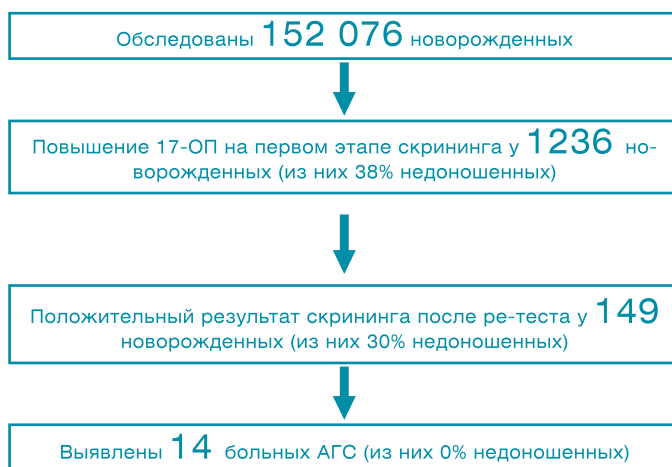 Обследованы 152 076 новорожденных
Повышение 17-ОП на первом этапе скрининга у 1236 но-
ворожденных (из них 38% недоношенных)
Положительный результат скрининга после ре-теста у 149
новорожденных (из них 30% недоношенных)
Выявлены 14 больных АГС (из них 0% недоношенных)